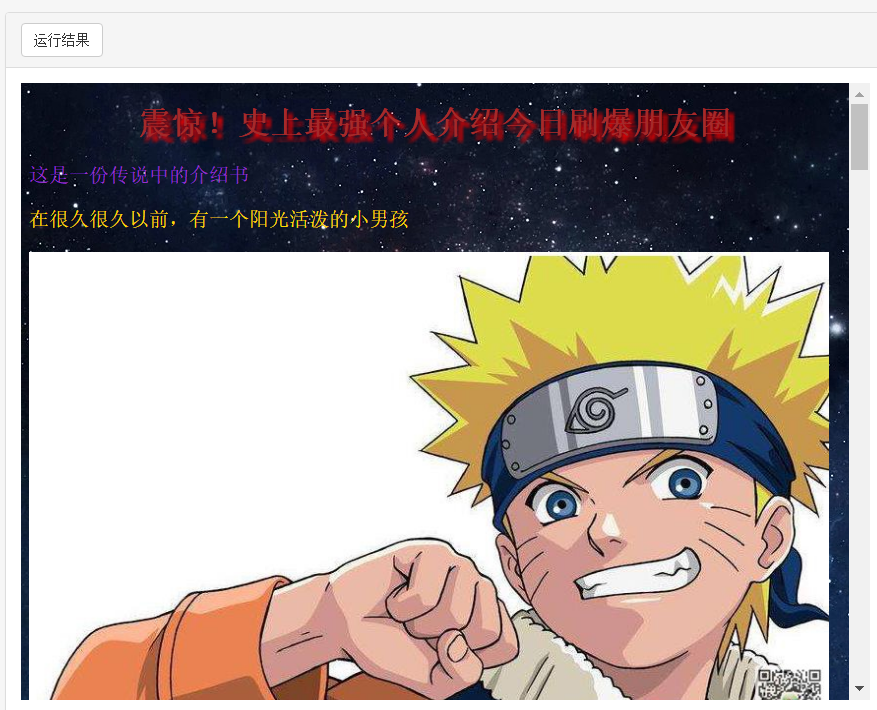 运行结果
震惊！史上最强个人介绍今日刷爆朋友圈
这是一份传说中的介绍书
在很久很久以前，有一个阳光活泼的小男孩